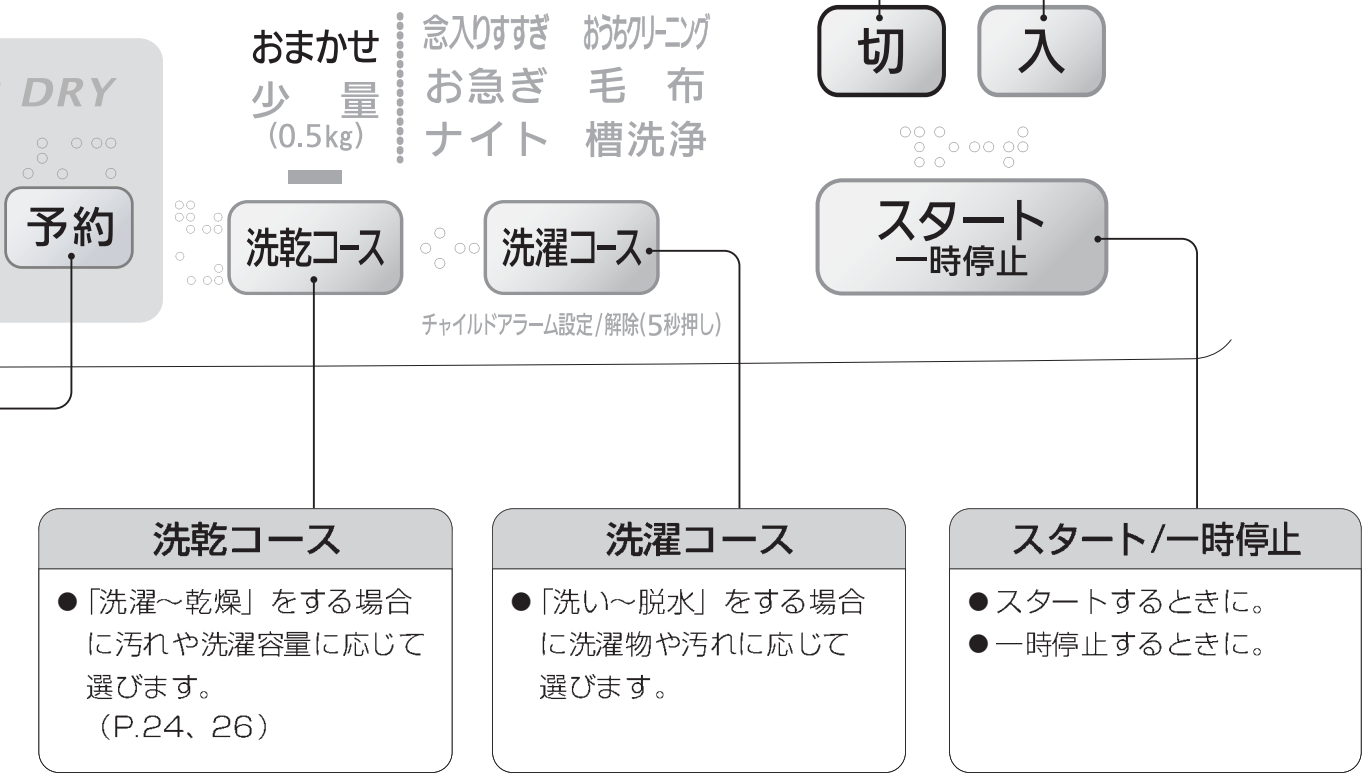 DRY
おまかせ
少 量
(0.5kg)
念入りすすぎ おうちクリーニング
お急ぎ 毛 布
ナイト 槽洗浄
切 入
予約
洗乾コース
洗濯コース
スタート
一時停止
チャイルドアラーム設定/解除(5秒押し)
洗乾コース
●「洗濯～乾燥」をする場合
に汚れや洗濯容量に応じて
選びます。
（P.24、26）
洗濯コース
●「洗い～脱水」をする場合
に洗濯物や汚れに応じて
選びます。
スタート/一時停止
●スタートするときに。
●一時停止するときに。